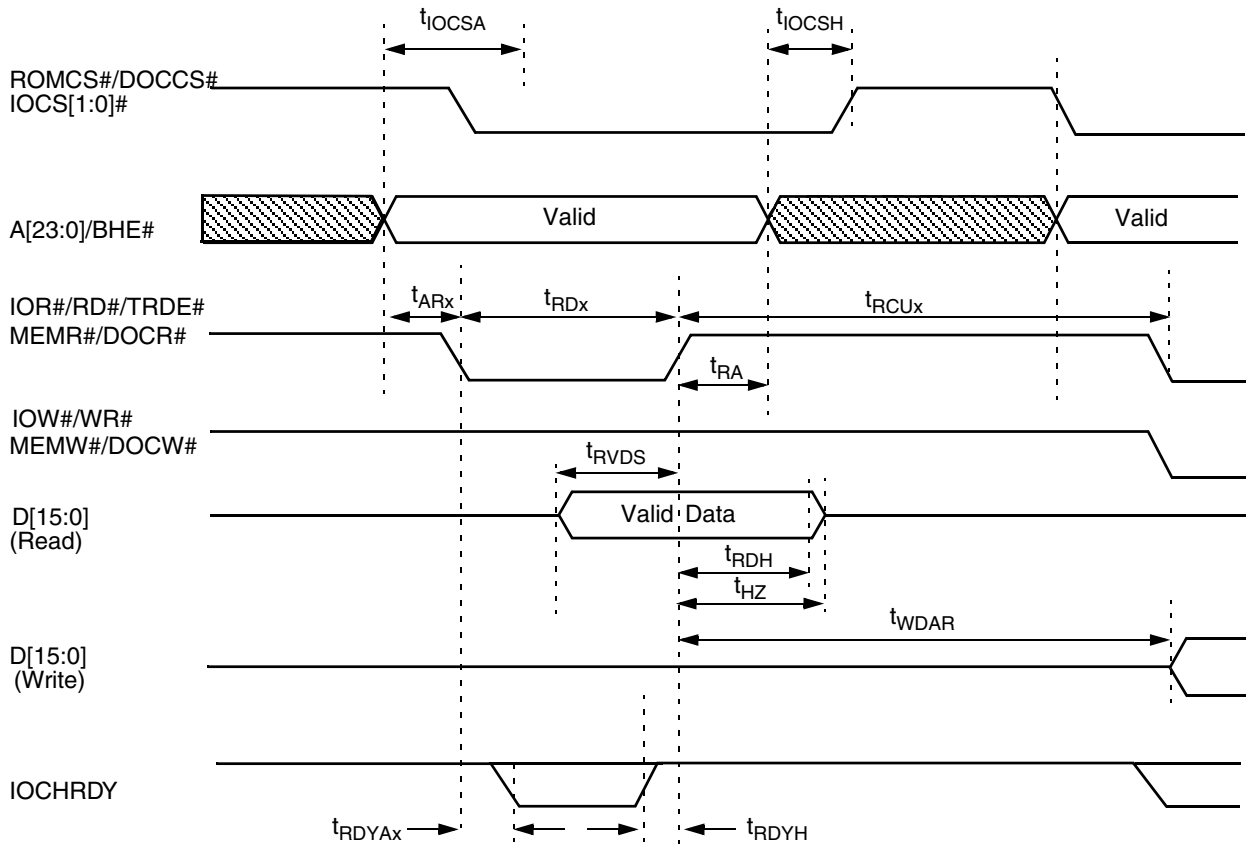 tIOCSA
tIOCSH
ROMCS#/DOCCS#
IOCS[1:0]#
A[23:0]/BHE#
Valid
Valid
IOR#/RD#/TRDE#
MEMR#/DOCR#
tARx
tRDx
tRCUx
tRA
IOW#/WR#
MEMW#/DOCW#
tRVDS
D[15:0]
(Read)
Valid Data
tRDH
tHZ
tWDAR
D[15:0]
(Write)
IOCHRDY
tRDYAx
tRDYH